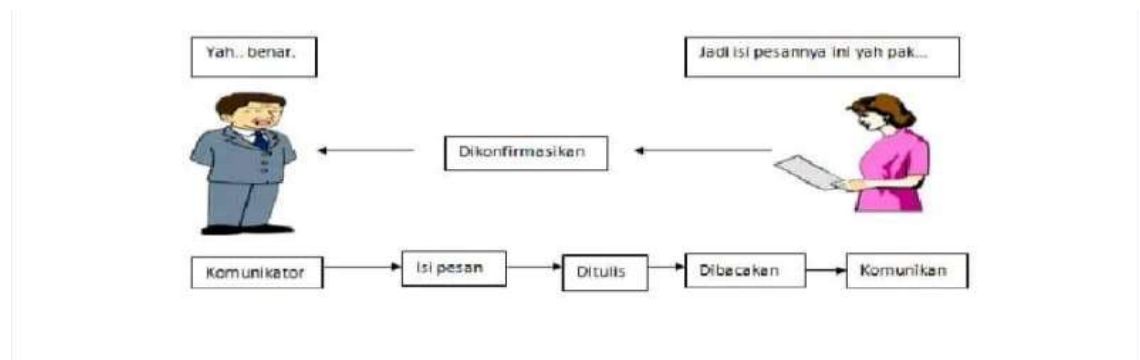 Yah.. benar.
Jadi isi pesannya ini yah pak...
Dikonfirmasikan
Komunikator
Isi pesan
Ditulis
Dibacakan
Komunikan